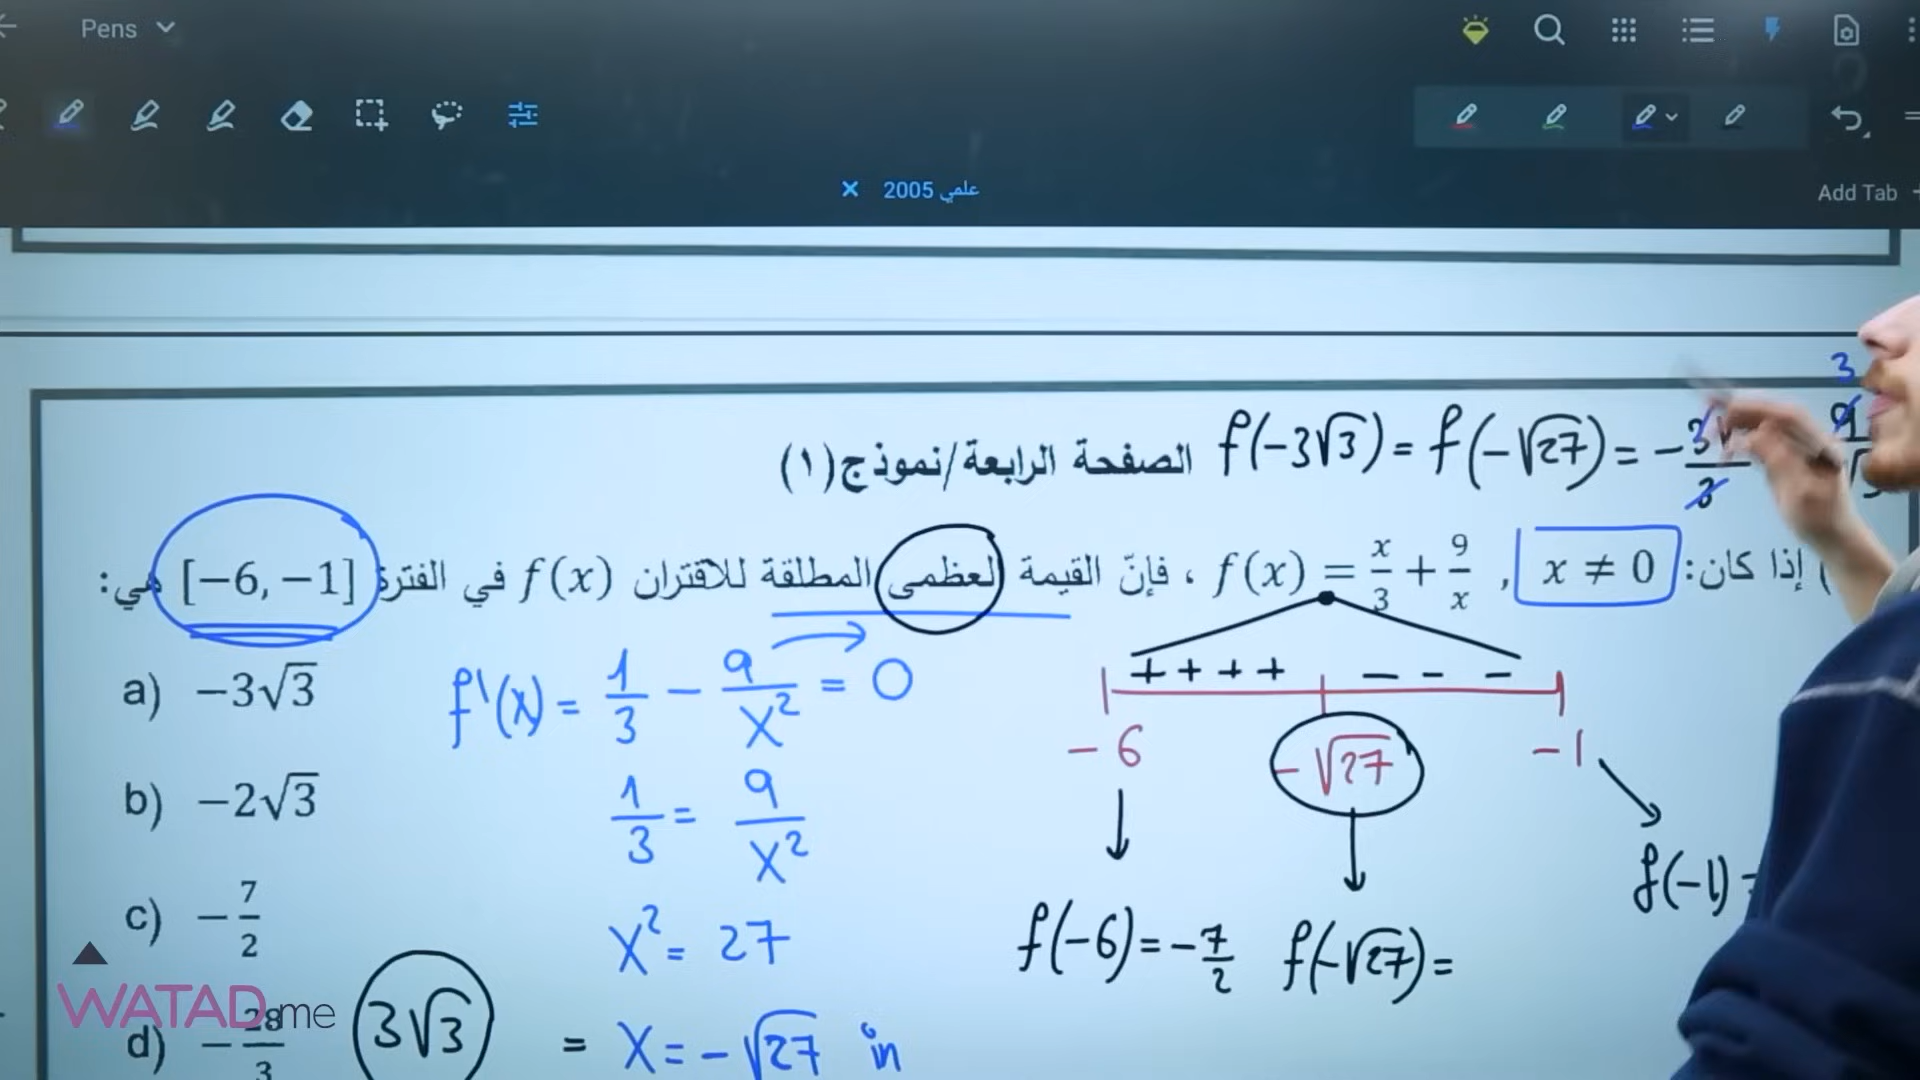 Pens
علمي 2005
Add Tab
الصفحة الرابعة/نموذج(١)
f(-3√3) = f(-√27) = -3√ / 3
3
9
إذا كان: f(x) = x/3 + 9/x , x ≠ 0 ، فإنّ القيمة العظمى المطلقة للاقتران f(x) في الفترة [−6, −1] هي:
a) −3√3
b) −2√3
c) −7/2
d) −28/3
f'(x) = 1/3 − 9/x² = 0
1/3 = 9/x²
x² = 27
3√3 = x = −√27 in
+ + + + − − −
−6 −√27 −1
f(−6) = −7/2 f(−√27) = f(−1) =
WATAD.me